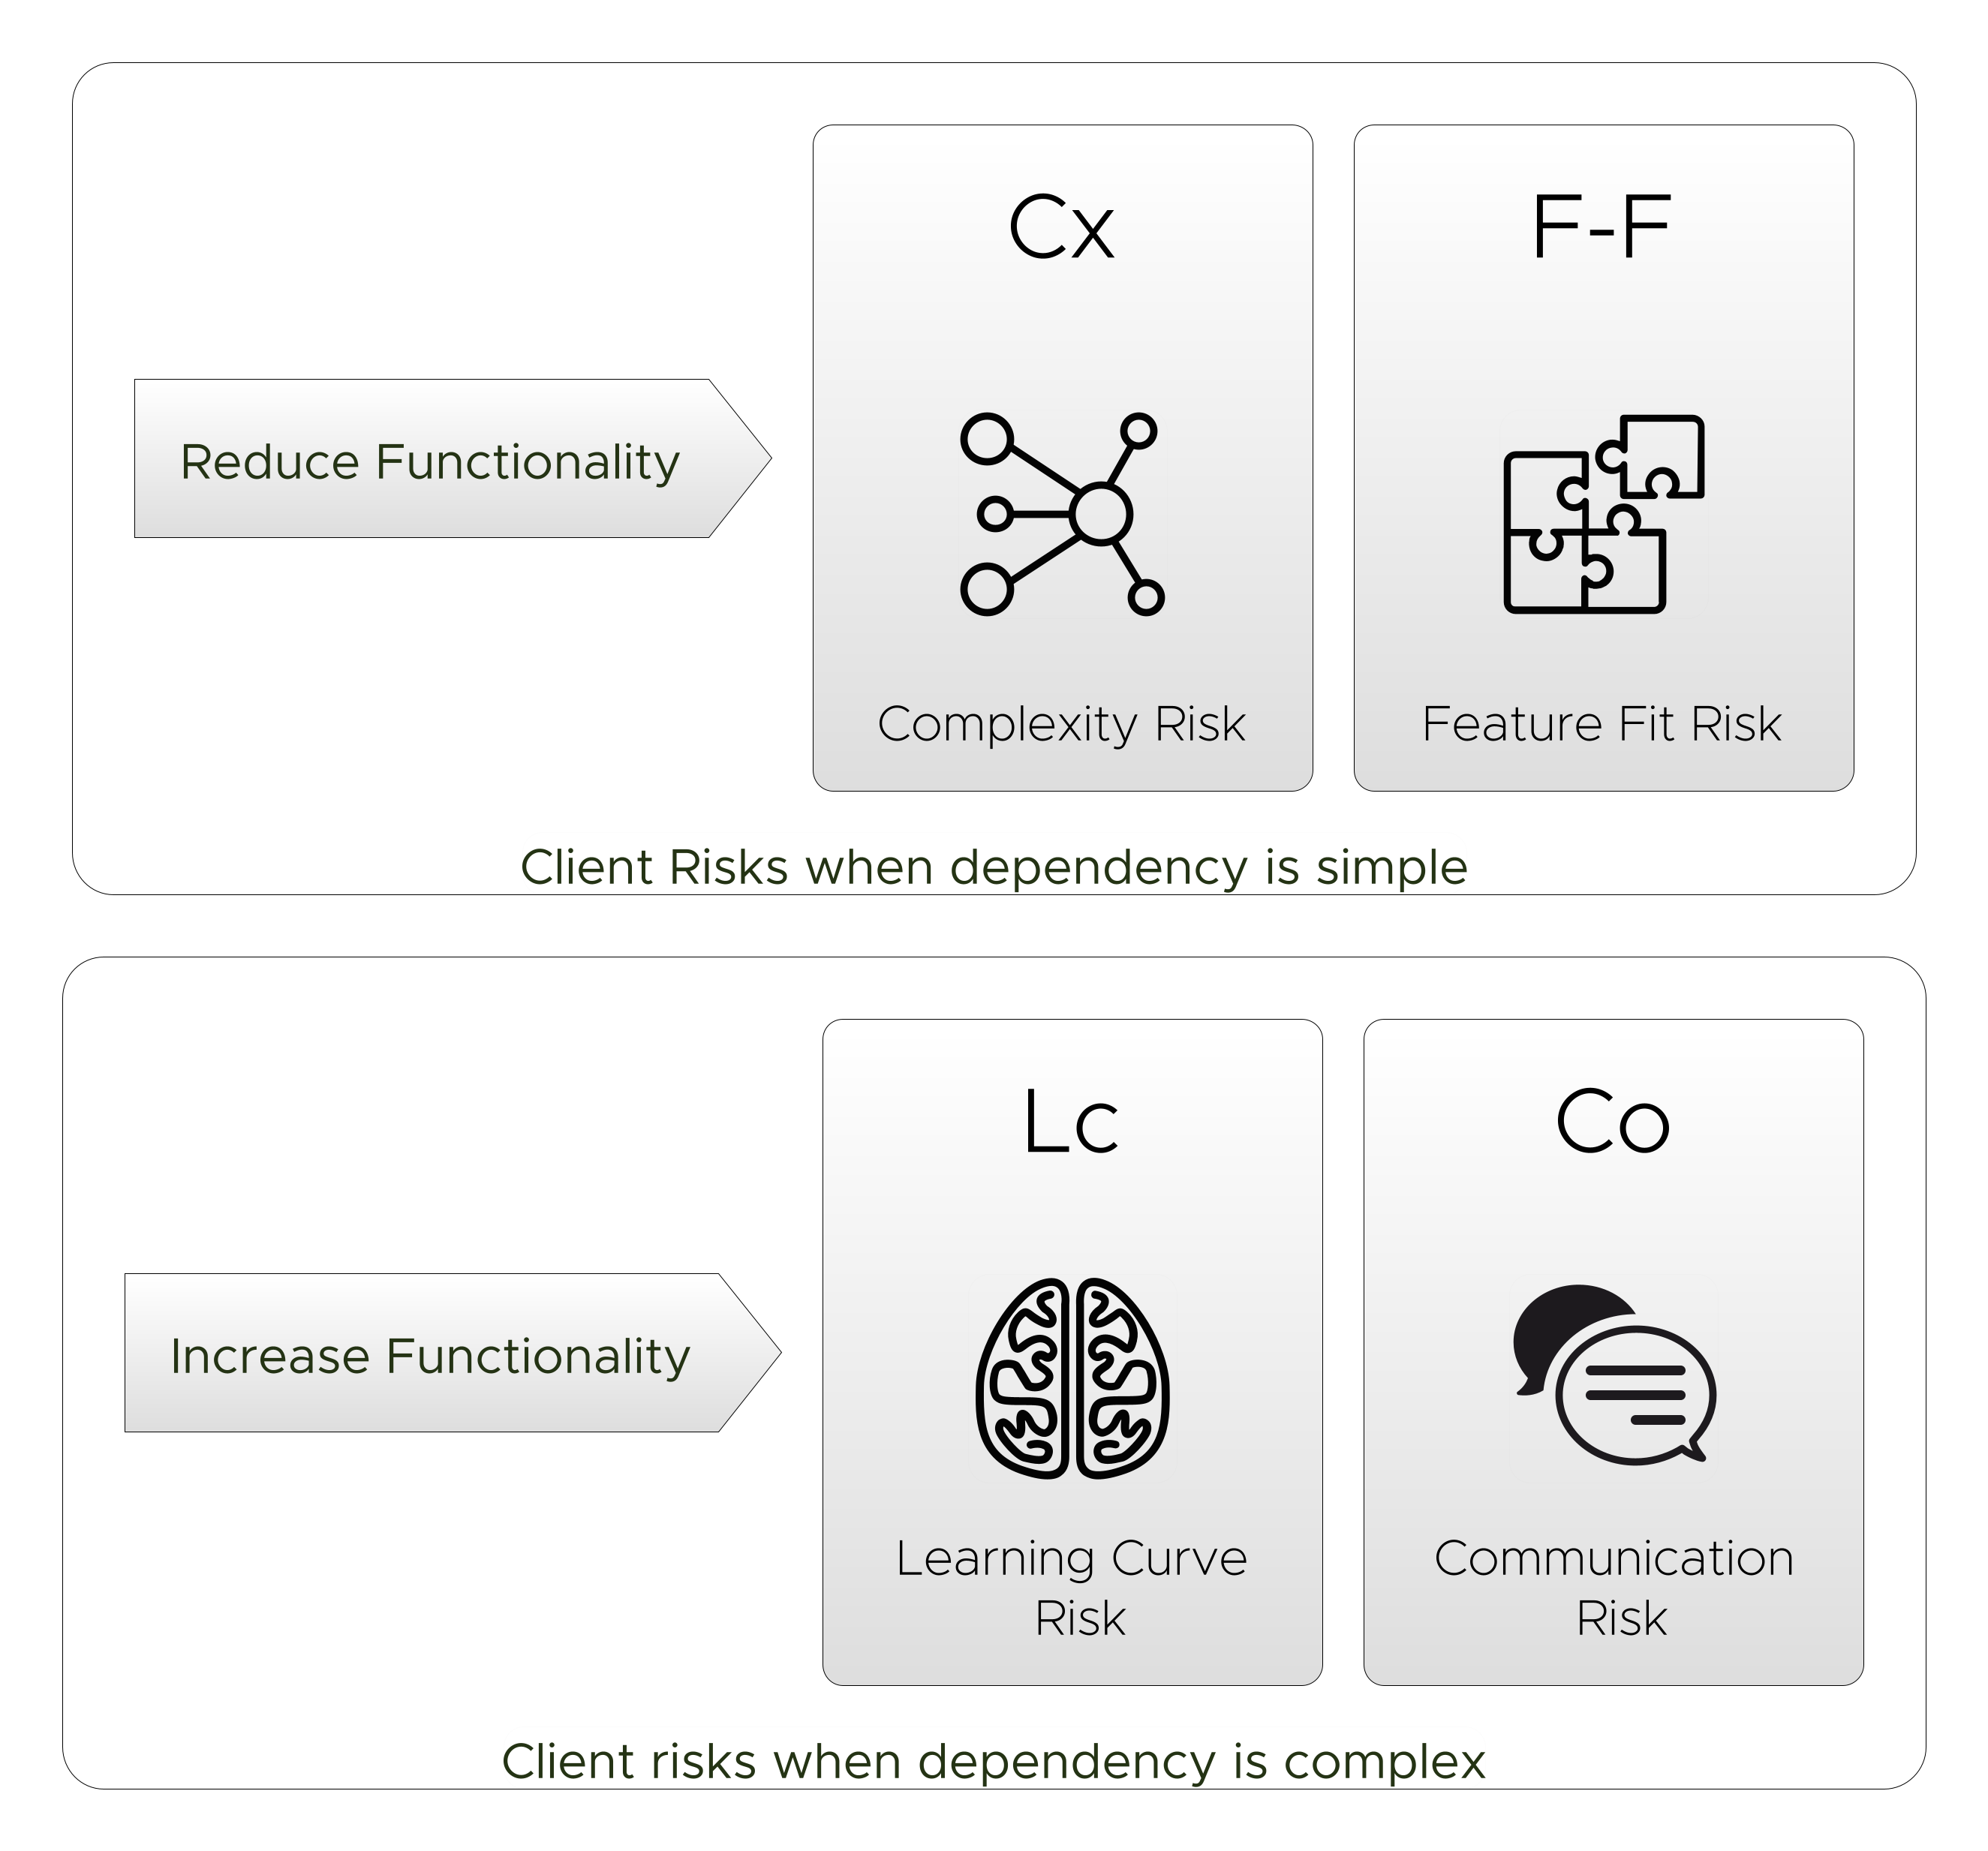 Cx
F-F
Reduce Functionality
Complexity Risk
Feature Fit Risk
Client Risks when dependency is simple
Lc
Co
Increase Functionality
Learning Curve
Risk
Communication
Risk
Client risks when dependency is complex